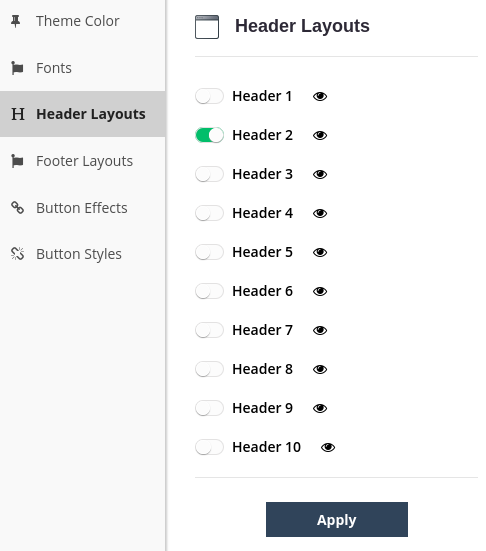 Theme Color
Fonts
Header Layouts
Footer Layouts
Button Effects
Button Styles
Header Layouts
Header 1
Header 2
Header 3
Header 4
Header 5
Header 6
Header 7
Header 8
Header 9
Header 10
Apply